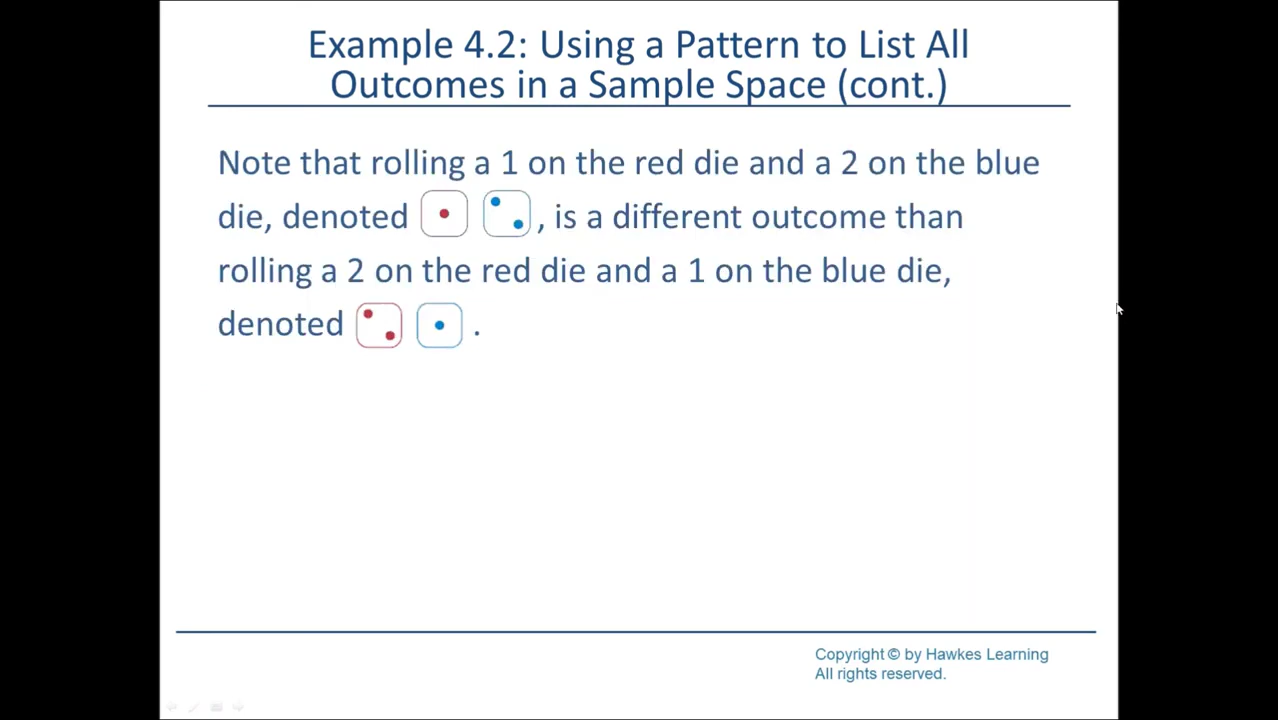 Example 4.2: Using a Pattern to List All
Outcomes in a Sample Space (cont.)
Note that rolling a 1 on the red die and a 2 on the blue
die, denoted , is a different outcome than
rolling a 2 on the red die and a 1 on the blue die,
denoted .
Copyright © by Hawkes Learning
All rights reserved.